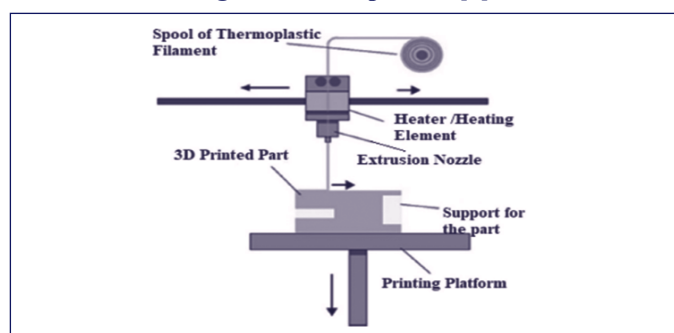 Spool of Thermoplastic
Filament
Heater /Heating
Element
Extrusion Nozzle
3D Printed Part
Support for
the part
Printing Platform